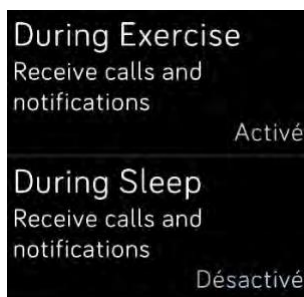 During Exercise
Receive calls and
notifications
Activé
During Sleep
Receive calls and
notifications
Désactivé